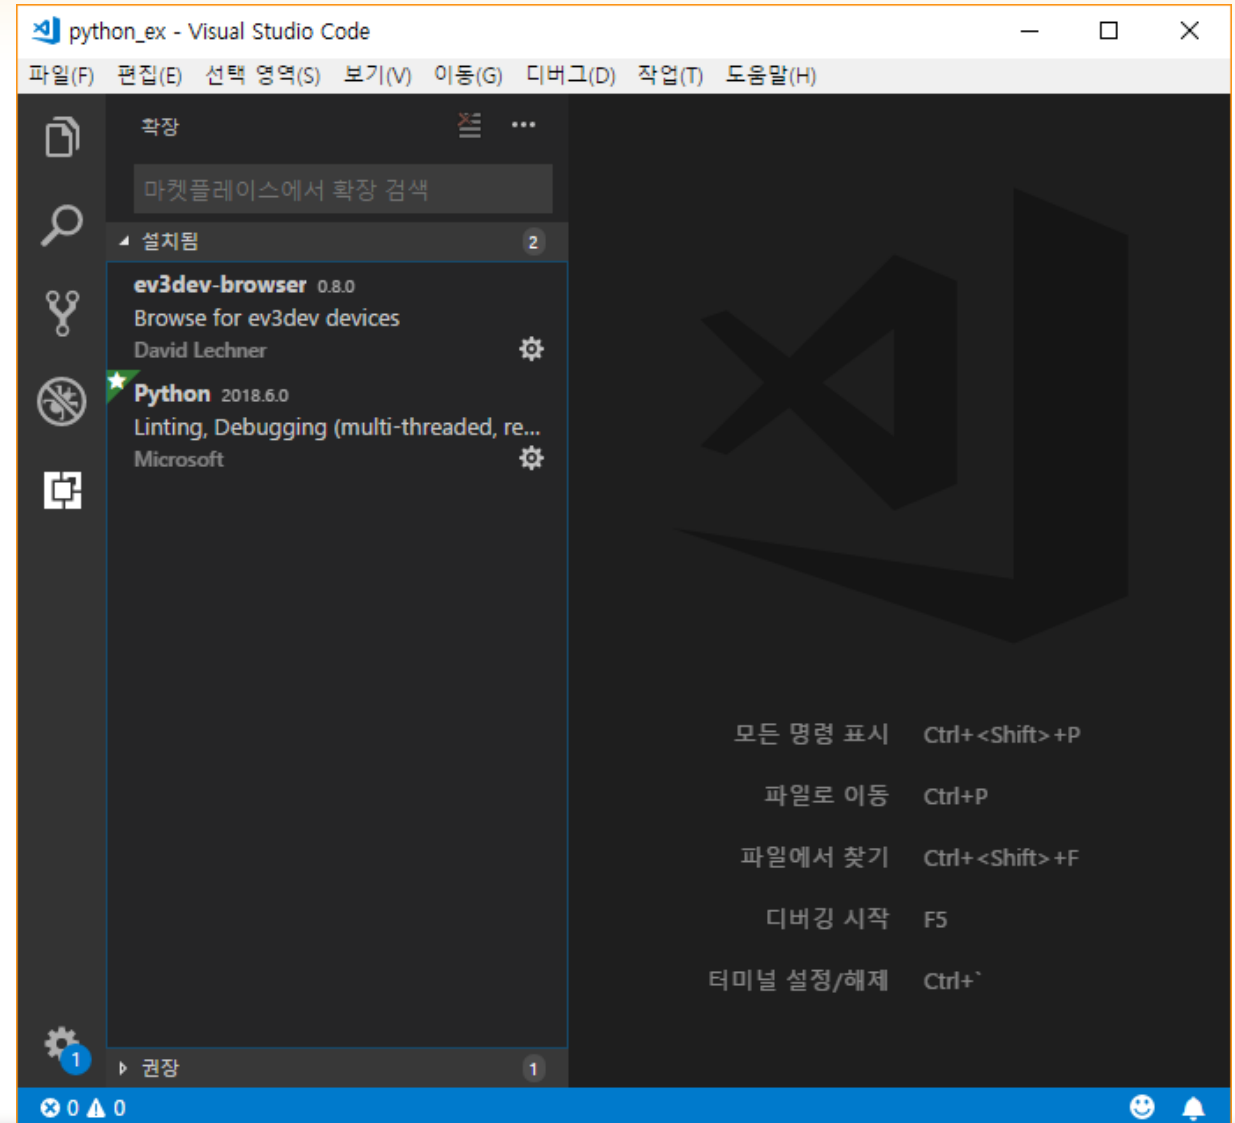 python_ex - Visual Studio Code
파일(F) 편집(E) 선택 영역(S) 보기(V) 이동(G) 디버그(D) 작업(T) 도움말(H)
확장
마켓플레이스에서 확장 검색
설치됨 2
ev3dev-browser 0.8.0
Browse for ev3dev devices
David Lechner
Python 2018.6.0
Linting, Debugging (multi-threaded, re...
Microsoft
모든 명령 표시 Ctrl+<Shift>+P
파일로 이동 Ctrl+P
파일에서 찾기 Ctrl+<Shift>+F
디버깅 시작 F5
터미널 설정/해제 Ctrl+`
1
권장 1
0 0